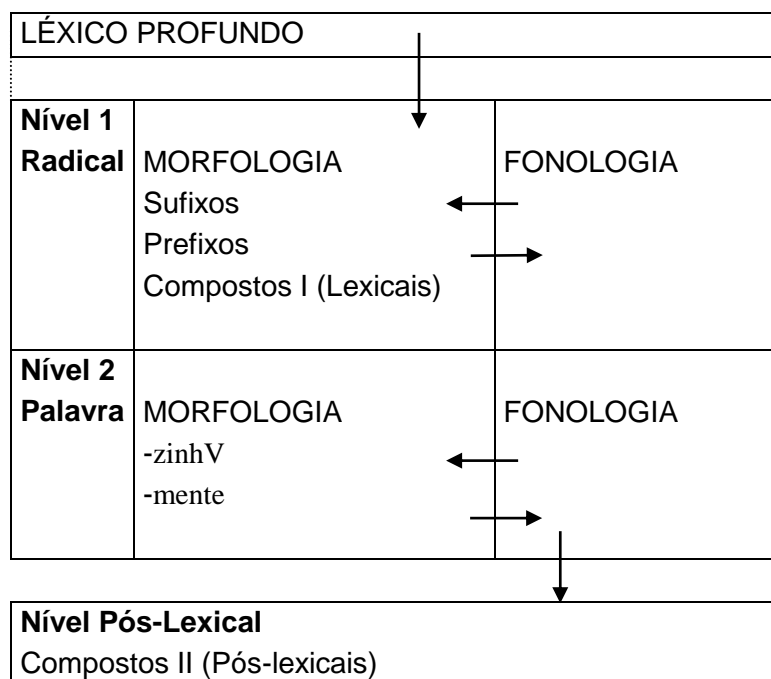 LÉXICO PROFUNDO
Nível 1
Radical MORFOLOGIA FONOLOGIA
Sufixos
Prefixos
Compostos I (Lexicais)
Nível 2
Palavra MORFOLOGIA FONOLOGIA
-zinhV
-mente
Nível Pós-Lexical
Compostos II (Pós-lexicais)